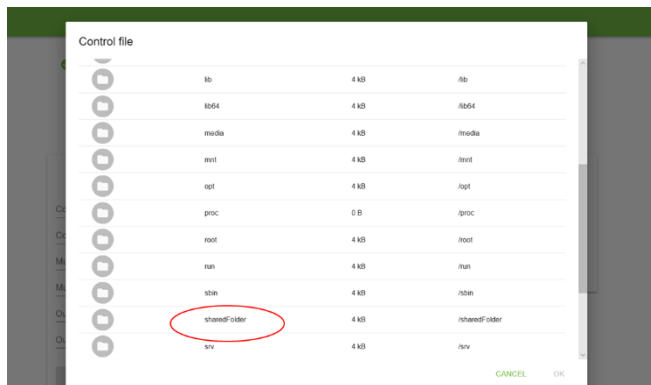 Control file
lib 4 kB /lib
lib64 4 kB /lib64
media 4 kB /media
mnt 4 kB /mnt
opt 4 kB /opt
proc 0 B /proc
root 4 kB /root
run 4 kB /run
sbin 4 kB /sbin
sharedFolder 4 kB /sharedFolder
srv 4 kB /srv
CANCEL OK